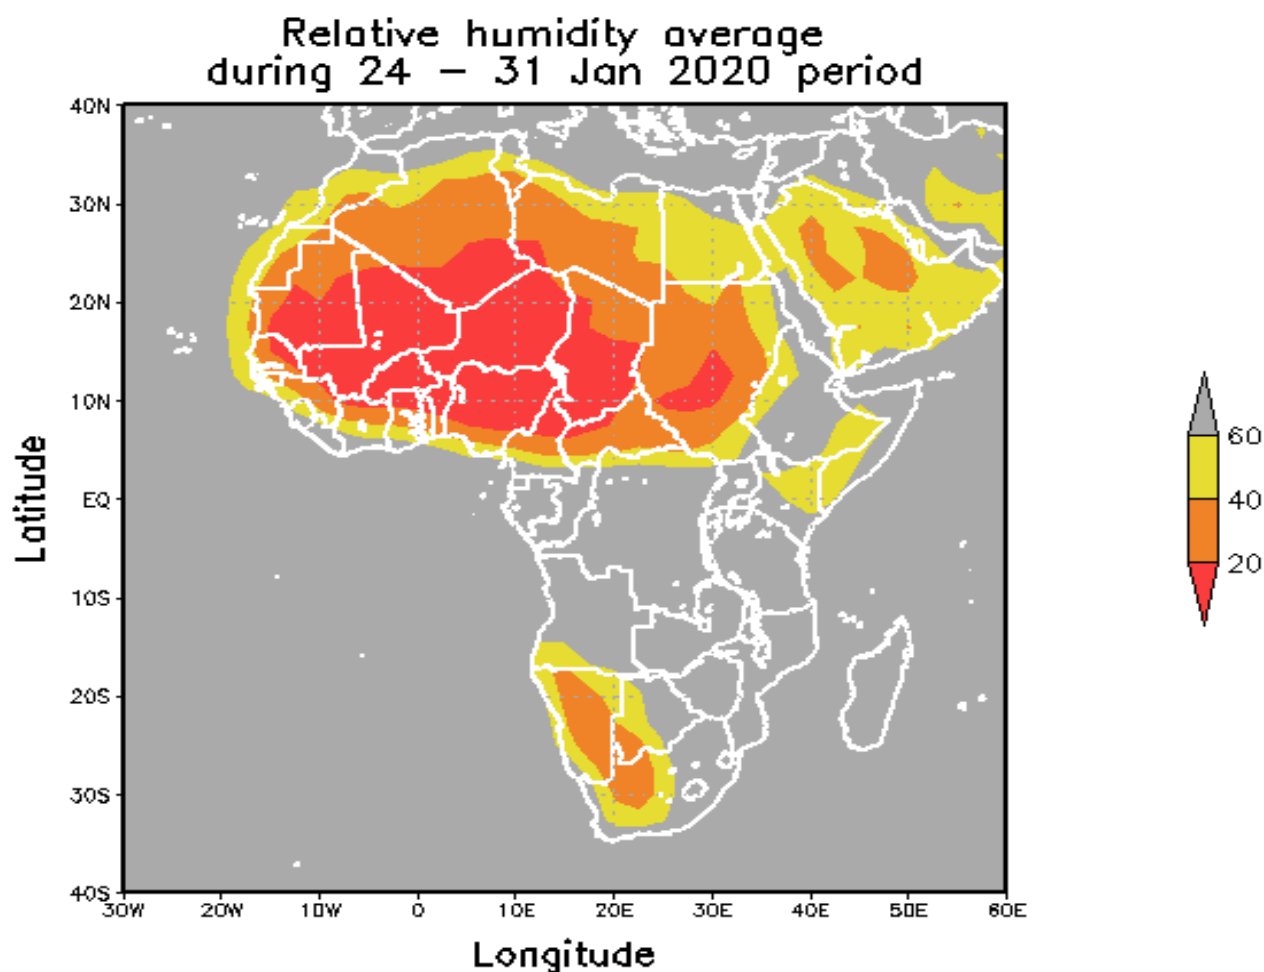 Relative humidity average
during 24 – 31 Jan 2020 period
40N
30N
20N
10N
EQ
10S
20S
30S
40S
Latitude
30W
20W
10W
0
10E
20E
30E
40E
50E
60E
Longitude
60
40
20